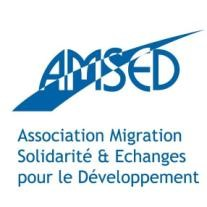 AMSED
Association Migration
Solidarité & Echanges
pour le Développement